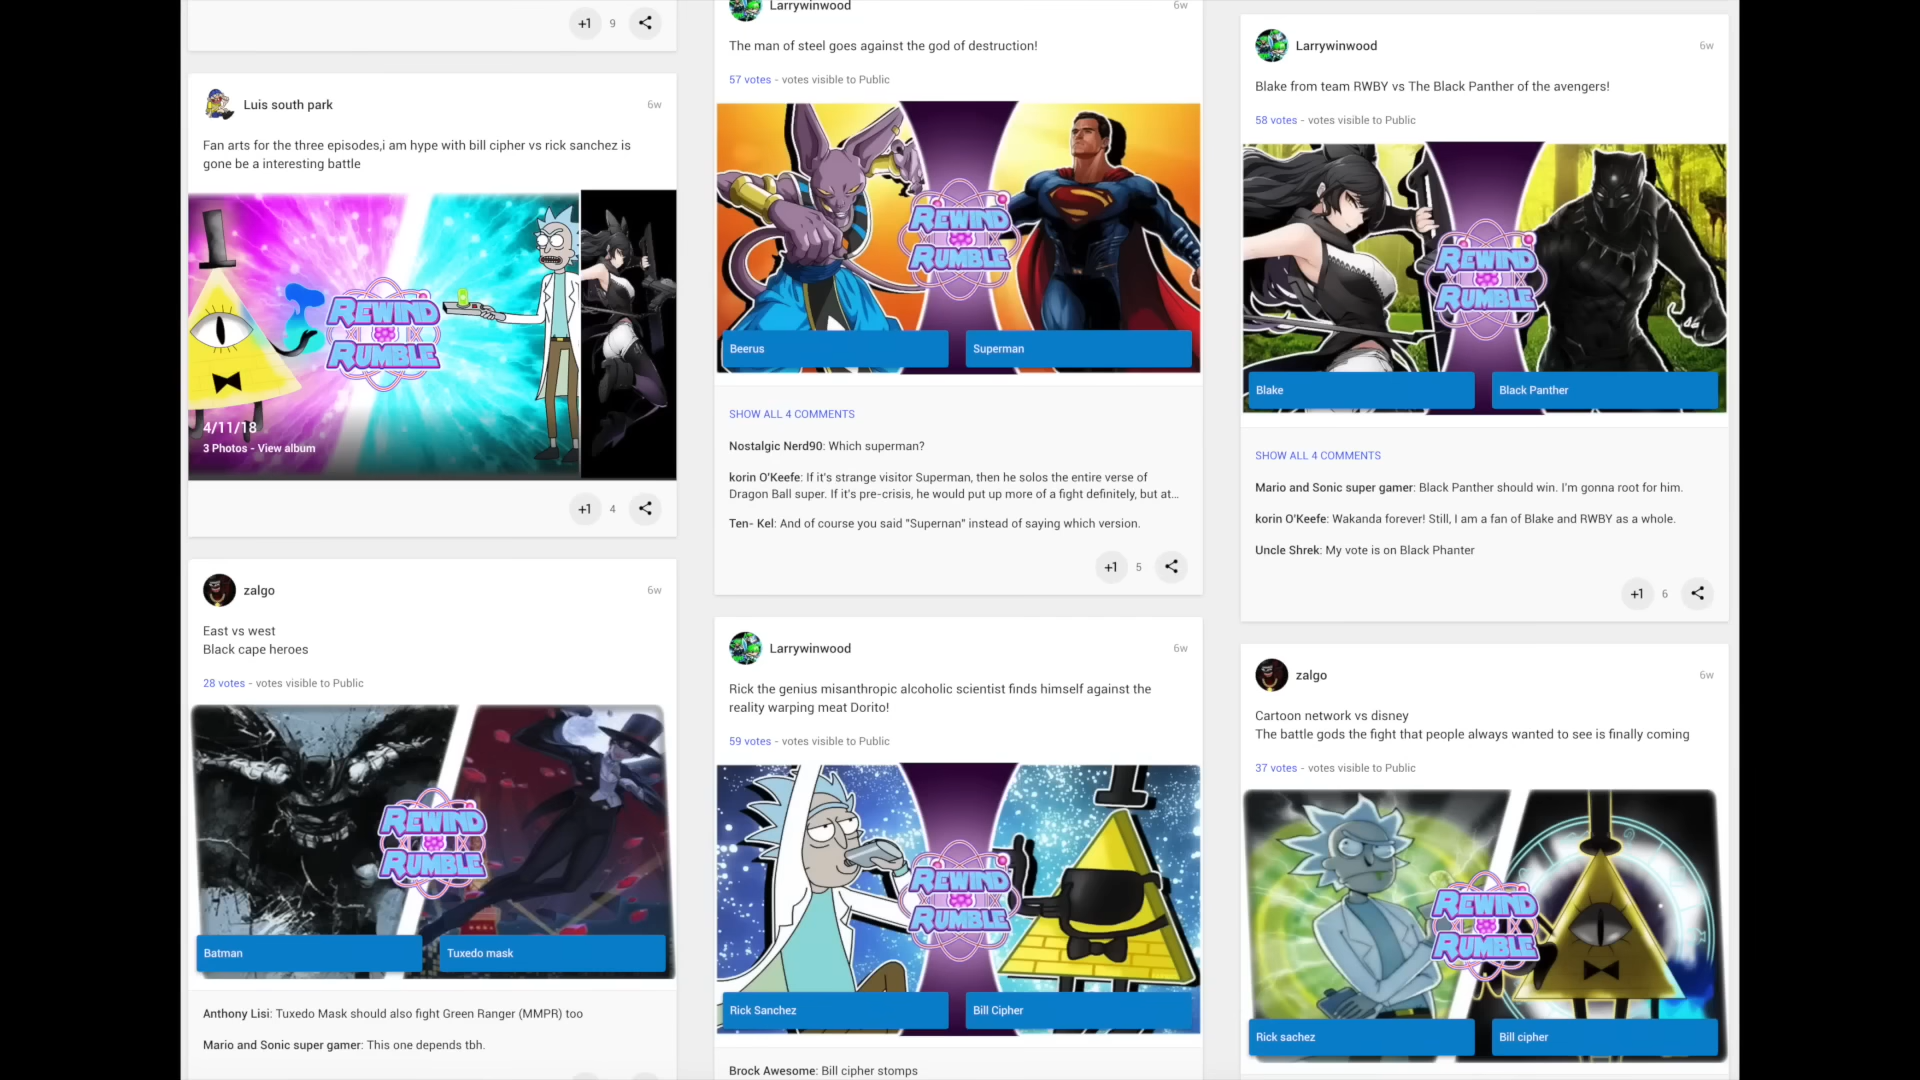 +1 9
Luis south park 6w
Fan arts for the three episodes,i am hype with bill cipher vs rick sanchez is
gone be a interesting battle
REWIND
RUMBLE
4/11/18
3 Photos - View album
+1 4
zalgo 6w
East vs west
Black cape heroes
28 votes - votes visible to Public
REWIND
RUMBLE
Batman
Tuxedo mask
Anthony Lisi: Tuxedo Mask should also fight Green Ranger (MMPR) too
Mario and Sonic super gamer: This one depends tbh.
Larrywinwood 6w
The man of steel goes against the god of destruction!
57 votes - votes visible to Public
REWIND
RUMBLE
Beerus
Superman
SHOW ALL 4 COMMENTS
Nostalgic Nerd90: Which superman?
korin O'Keefe: If it's strange visitor Superman, then he solos the entire verse of
Dragon Ball super. If it's pre-crisis, he would put up more of a fight definitely, but at...
Ten- Kel: And of course you said "Supernan" instead of saying which version.
+1 5
Larrywinwood 6w
Rick the genius misanthropic alcoholic scientist finds himself against the
reality warping meat Dorito!
59 votes - votes visible to Public
REWIND
RUMBLE
Rick Sanchez
Bill Cipher
Brock Awesome: Bill cipher stomps
Larrywinwood 6w
Blake from team RWBY vs The Black Panther of the avengers!
58 votes - votes visible to Public
REWIND
RUMBLE
Blake
Black Panther
SHOW ALL 4 COMMENTS
Mario and Sonic super gamer: Black Panther should win. I'm gonna root for him.
korin O'Keefe: Wakanda forever! Still, I am a fan of Blake and RWBY as a whole.
Uncle Shrek: My vote is on Black Phanter
+1 6
zalgo 6w
Cartoon network vs disney
The battle gods the fight that people always wanted to see is finally coming
37 votes - votes visible to Public
REWIND
RUMBLE
Rick sachez
Bill cipher